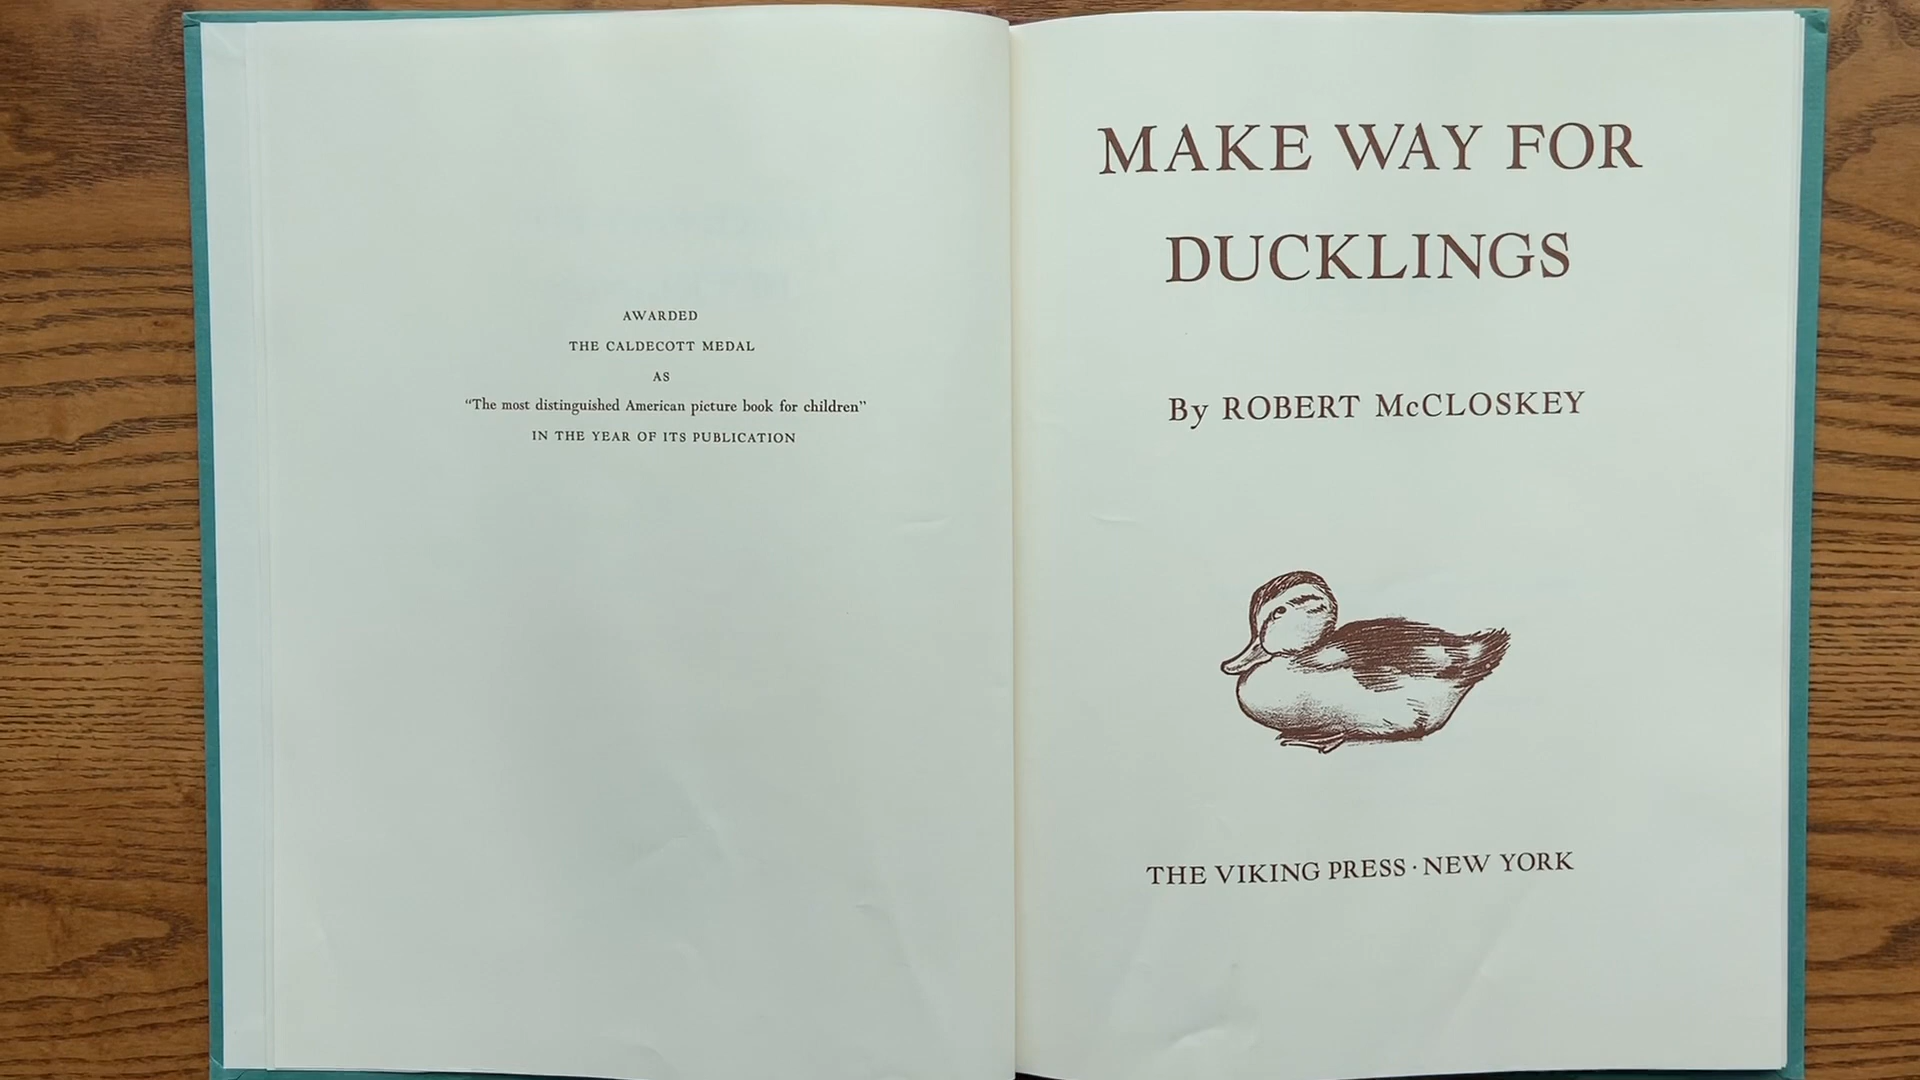 AWARDED
THE CALDECOTT MEDAL
AS
“The most distinguished American picture book for children”
IN THE YEAR OF ITS PUBLICATION
MAKE WAY FOR
DUCKLINGS
By ROBERT McCLOSKEY
THE VIKING PRESS · NEW YORK